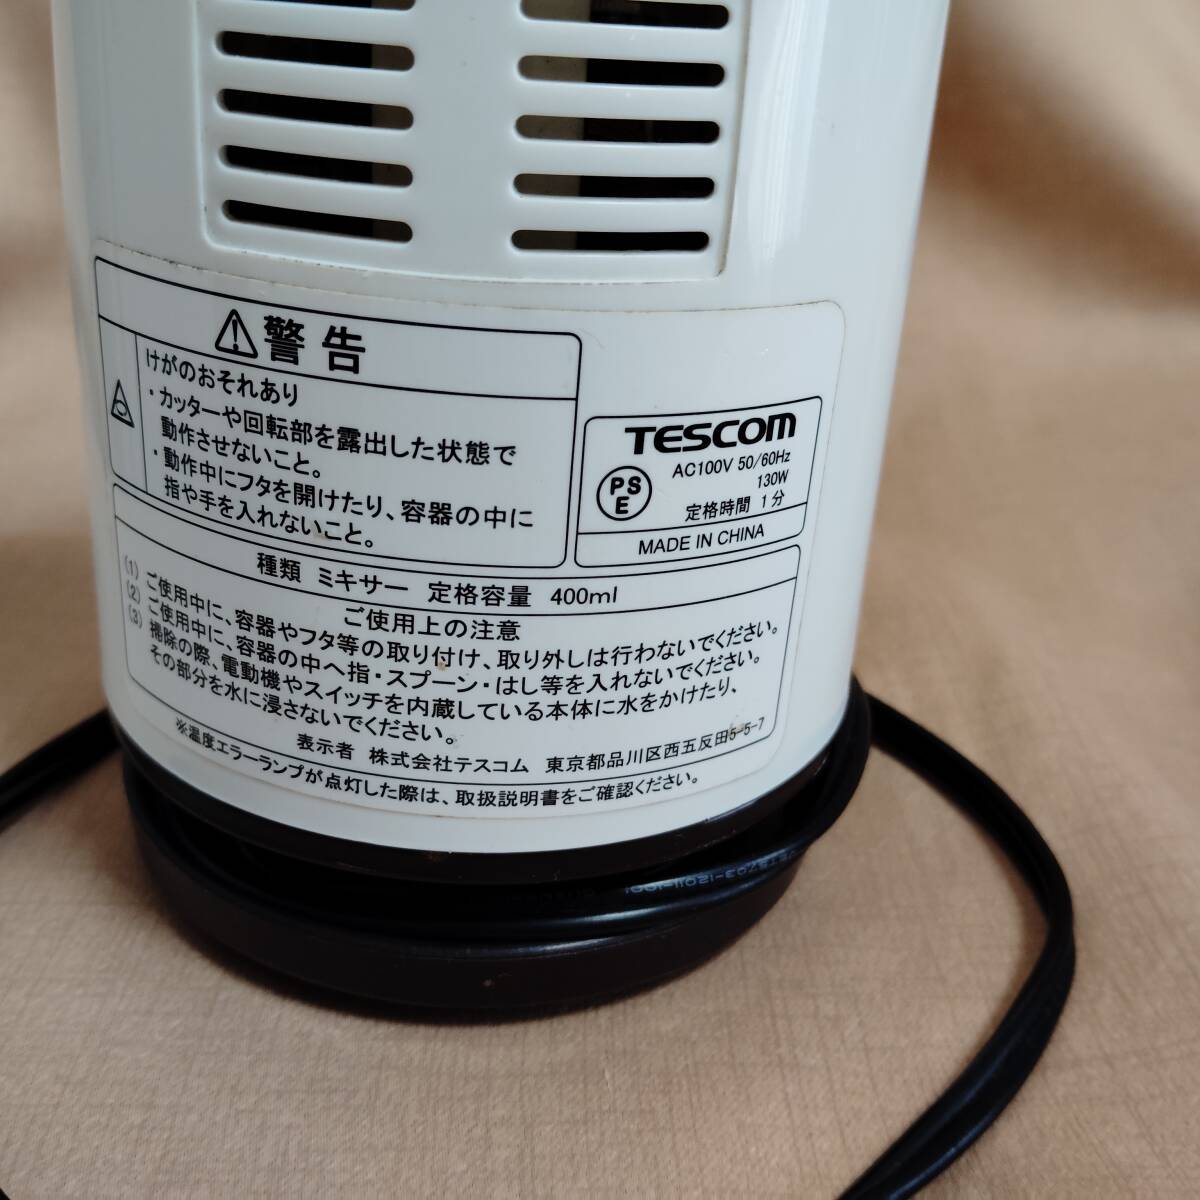 警告
けがのおそれあり
・カッターや回転部を露出した状態で
動作させないこと。
・動作中にフタを開けたり、容器の中に
指や手を入れないこと。
TESCOM
PS
E
AC100V 50/60Hz
130W
定格時間 1分
MADE IN CHINA
種類 ミキサー 定格容量 400ml
ご使用上の注意
(1) ご使用中に、容器やフタ等の取り付け、取り外しは行わないでください。
(2) ご使用中に、容器の中へ指・スプーン・はし等を入れないでください。
(3) 掃除の際、電動機やスイッチを内蔵している本体に水をかけたり、
その部分を水に浸さないでください。
表示者 株式会社テスコム 東京都品川区西五反田5-5-7
※温度エラーランプが点灯した際は、取扱説明書をご確認ください。